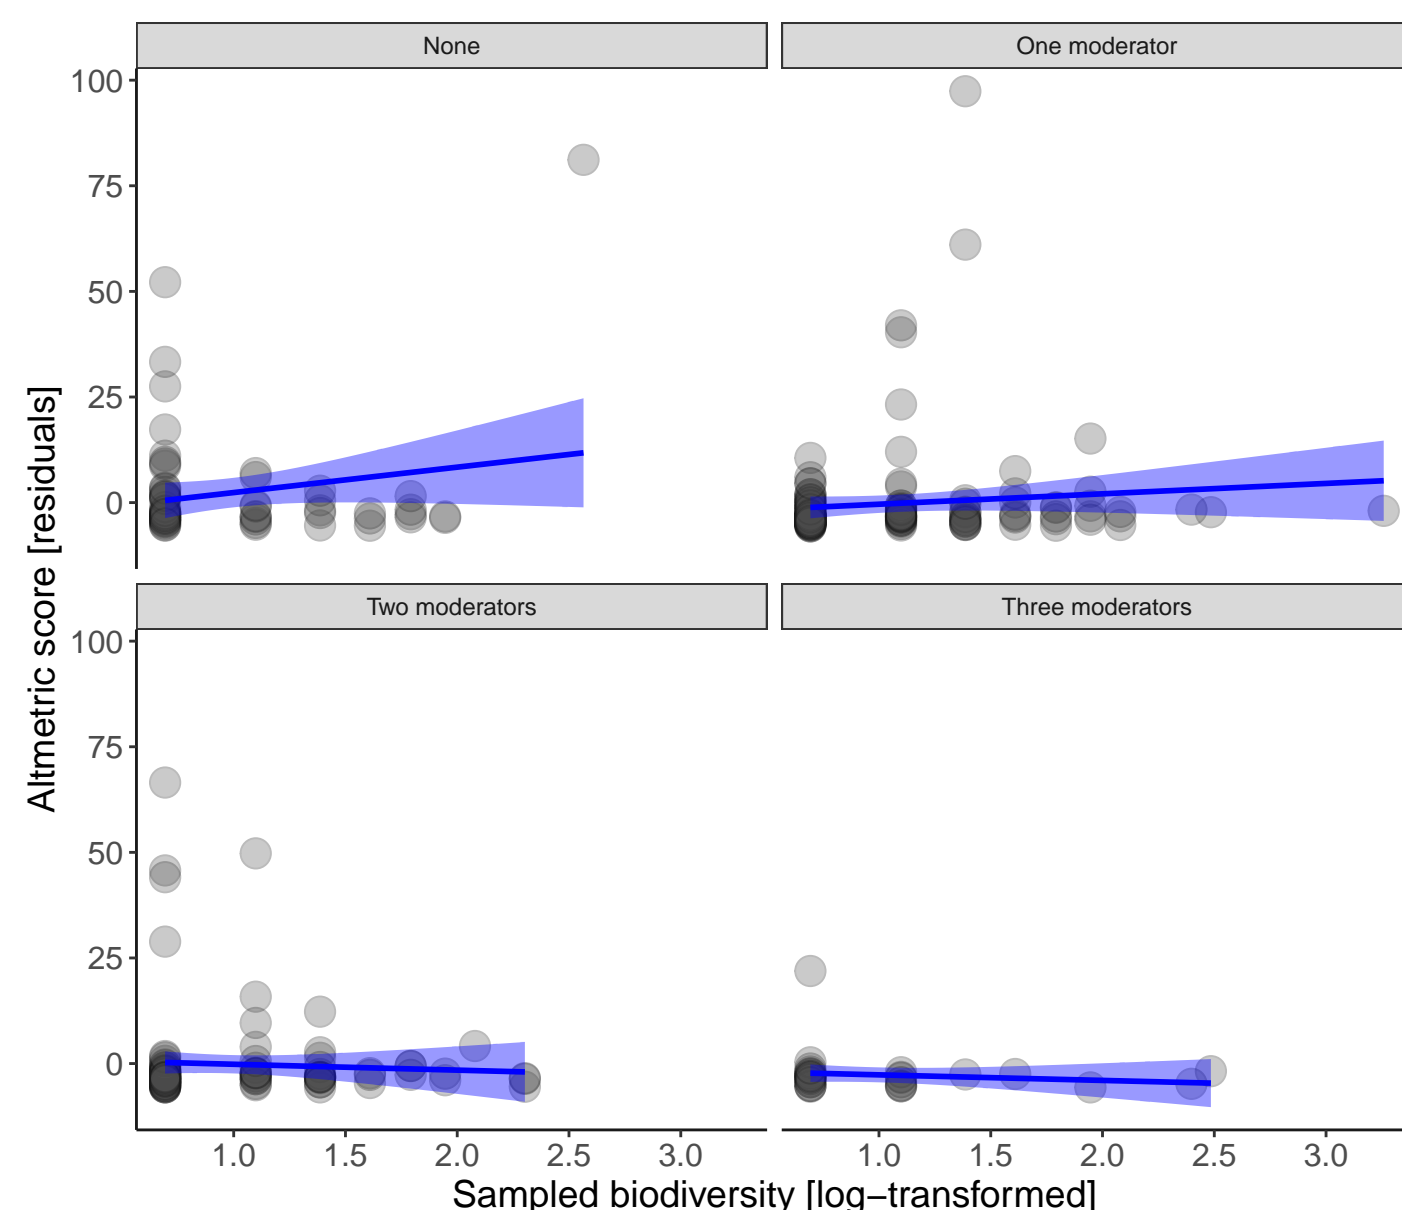 None
One moderator
100
75
50
25
0
Two moderators
Three moderators
100
75
50
25
0
1.0 1.5 2.0 2.5 3.0
1.0 1.5 2.0 2.5 3.0
Altmetric score [residuals]
Sampled biodiversity [log−transformed]